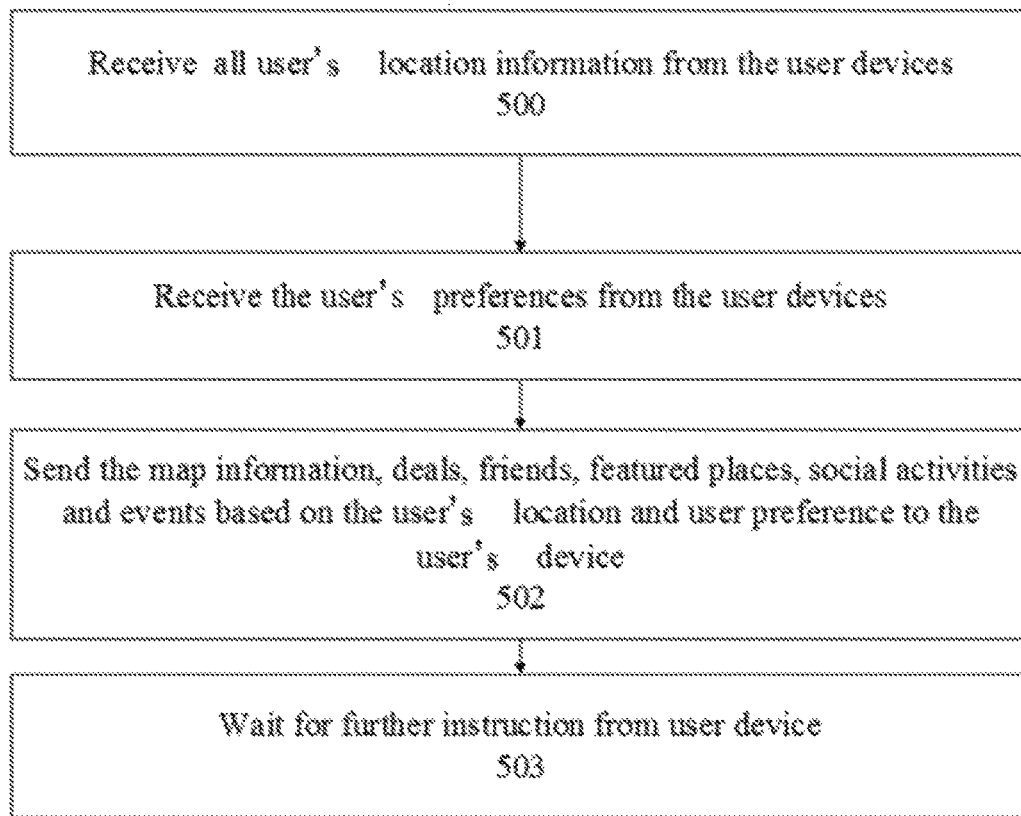 Receive all user's location information from the user devices
500
Receive the user's preferences from the user devices
501
Send the map information, deals, friends, featured places, social activities
and events based on the user's location and user preference to the
user's device
502
Wait for further instruction from user device
503